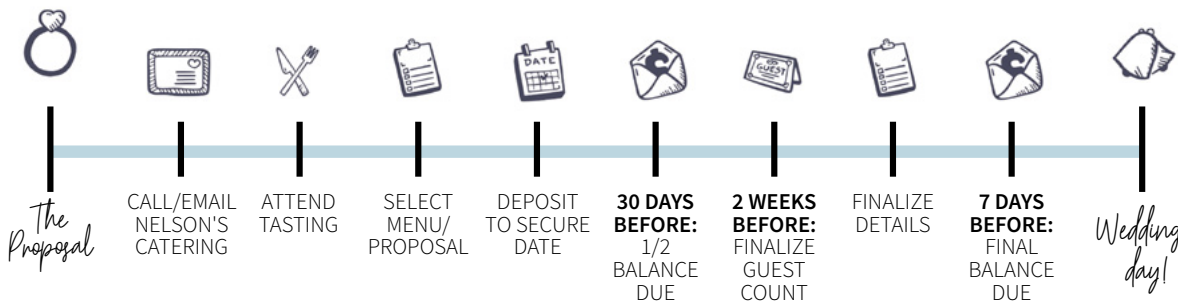 DATE
GUEST
The
Proposal
CALL/EMAIL
NELSON'S
CATERING
ATTEND
TASTING
SELECT
MENU/
PROPOSAL
DEPOSIT
TO SECURE
DATE
30 DAYS
BEFORE:
1/2
BALANCE
DUE
2 WEEKS
BEFORE:
FINALIZE
GUEST
COUNT
FINALIZE
DETAILS
7 DAYS
BEFORE:
FINAL
BALANCE
DUE
Wedding
day!